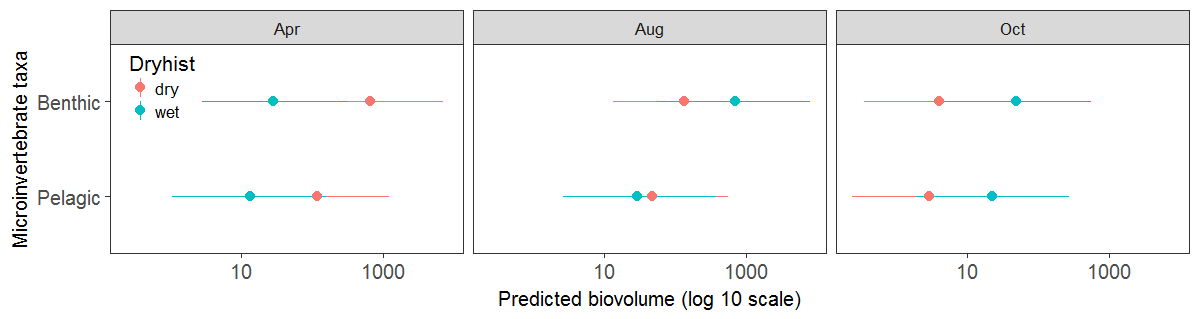 Apr Aug Oct
Microinvertebrate taxa
Dryhist
dry
wet
Benthic
Pelagic
10 1000 10 1000 10 1000
Predicted biovolume (log 10 scale)